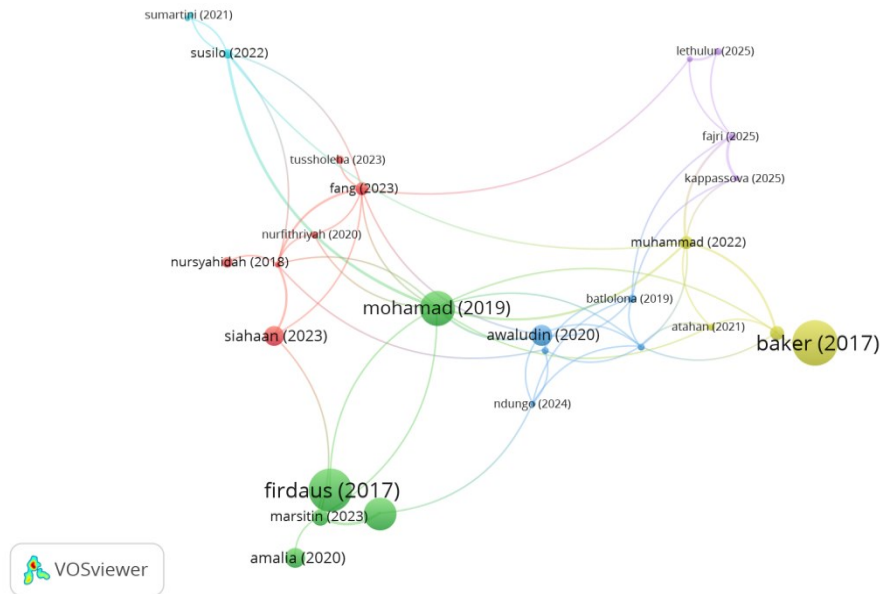 sumartini (2021)
susilo (2022)
lethulur (2025)
fajri (2025)
tussholeha (2023)
kappassova (2025)
fang (2023)
nurfithriyah (2020)
muhammad (2022)
nursyahidah (2018)
batlolona (2019)
mohamad (2019)
atahan (2021)
siahaan (2023)
awaludin (2020)
baker (2017)
ndungo (2024)
firdaus (2017)
marsitin (2023)
amalia (2020)
VOSviewer